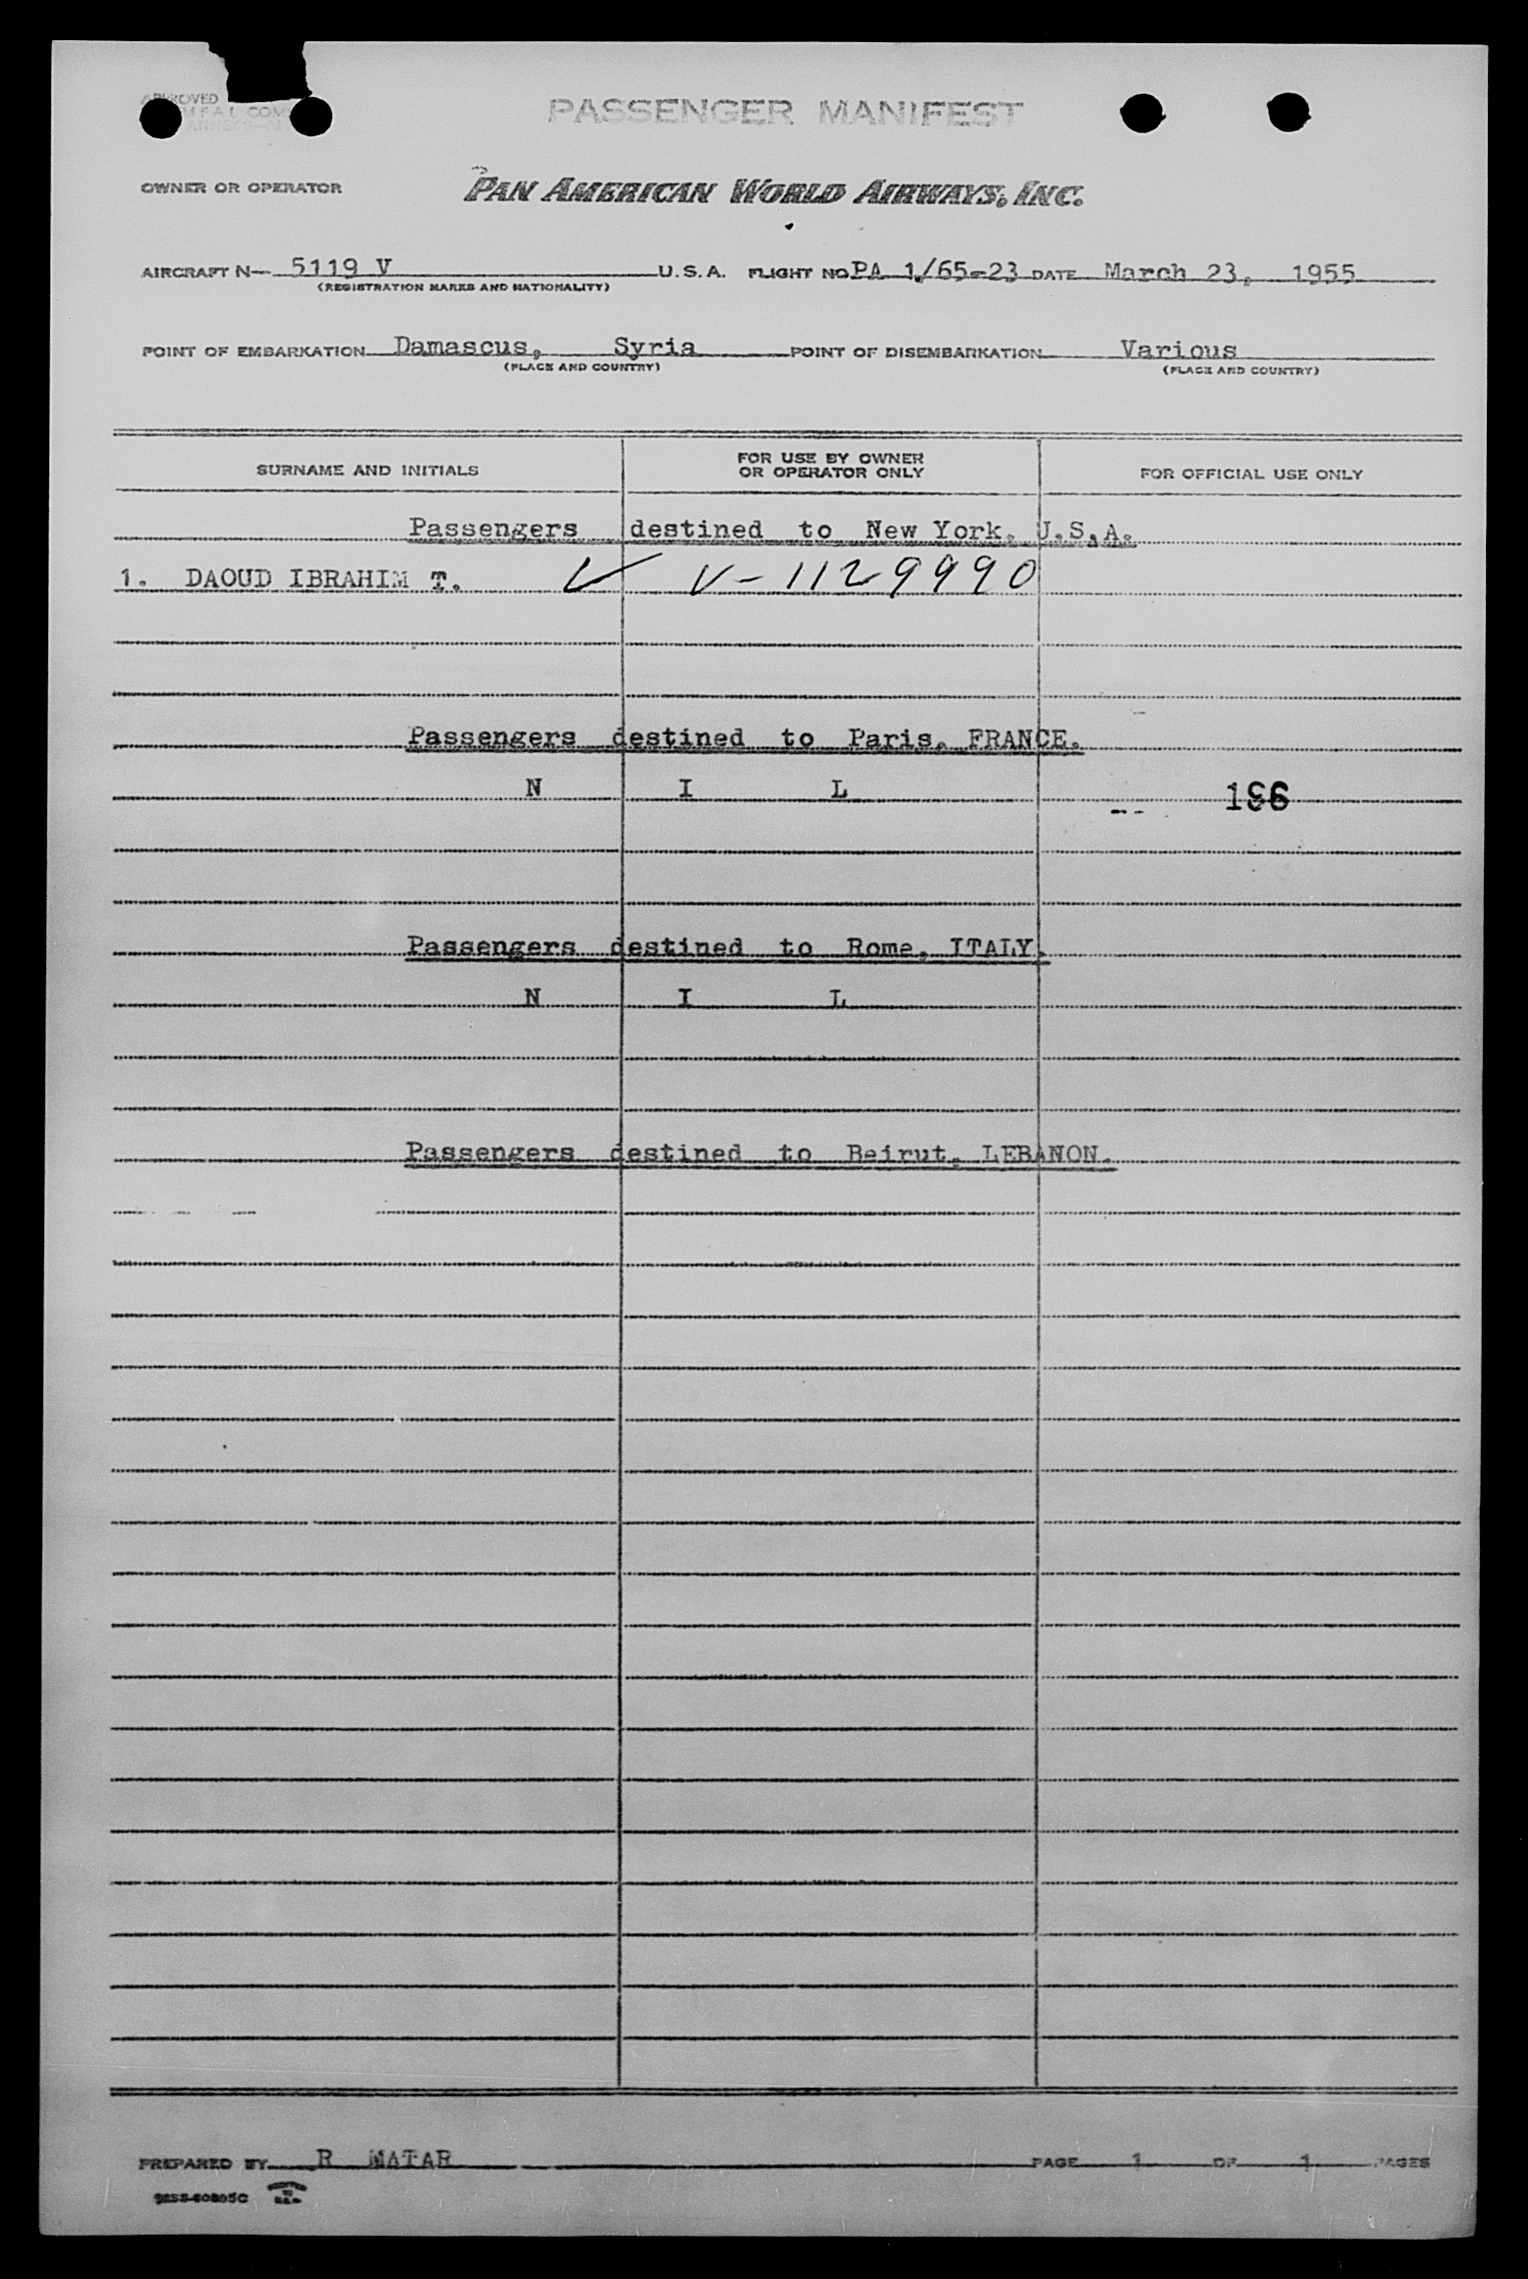 APPROVED
PASSENGER MANIFEST
OWNER OR OPERATOR PAN AMERICAN WORLD AIRWAYS, INC.
AIRCRAFT N— 5119 V U.S.A. FLIGHT NO. PA 1/65-23 DATE March 23, 1955
(REGISTRATION MARKS AND NATIONALITY)
POINT OF EMBARKATION Damascus, Syria POINT OF DISEMBARKATION Various
(PLACE AND COUNTRY) (PLACE AND COUNTRY)
SURNAME AND INITIALS FOR USE BY OWNER OR OPERATOR ONLY FOR OFFICIAL USE ONLY
Passengers destined to New York, U.S.A.
1. DAOUD IBRAHIM T. V-1129990
Passengers destined to Paris, FRANCE.
N I L
Passengers destined to Rome, ITALY.
N I L
Passengers destined to Beirut, LEBANON.
PREPARED BY R MATAR PAGE 1 OF 1 PAGES